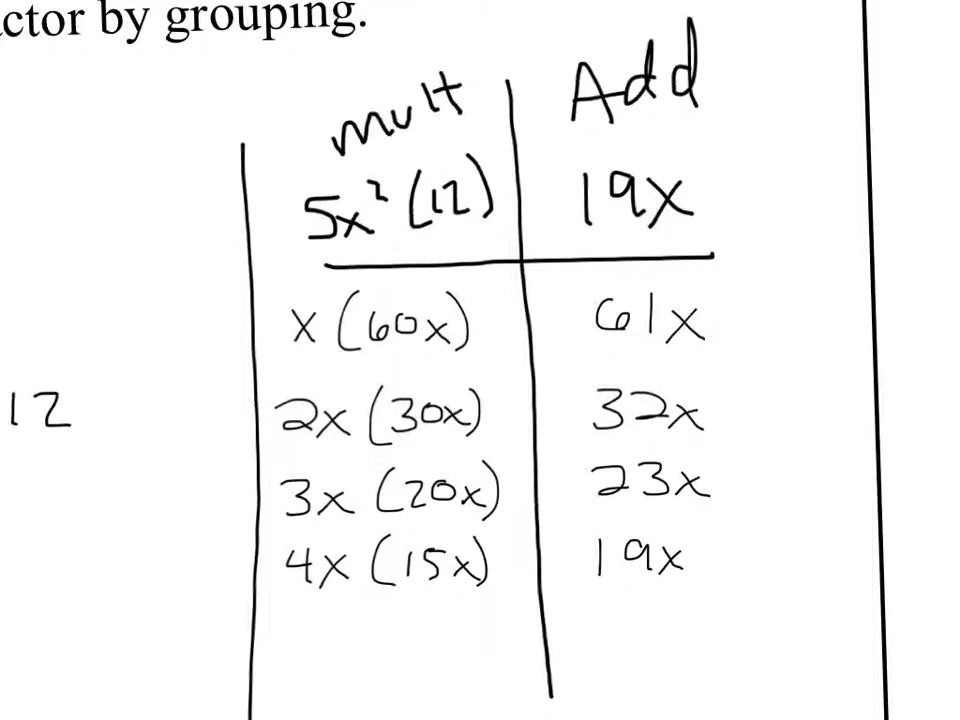 ctor by grouping.
mult Add
5x² (12) 19x
x (60x) 61x
12 2x (30x) 32x
3x (20x) 23x
4x (15x) 19x